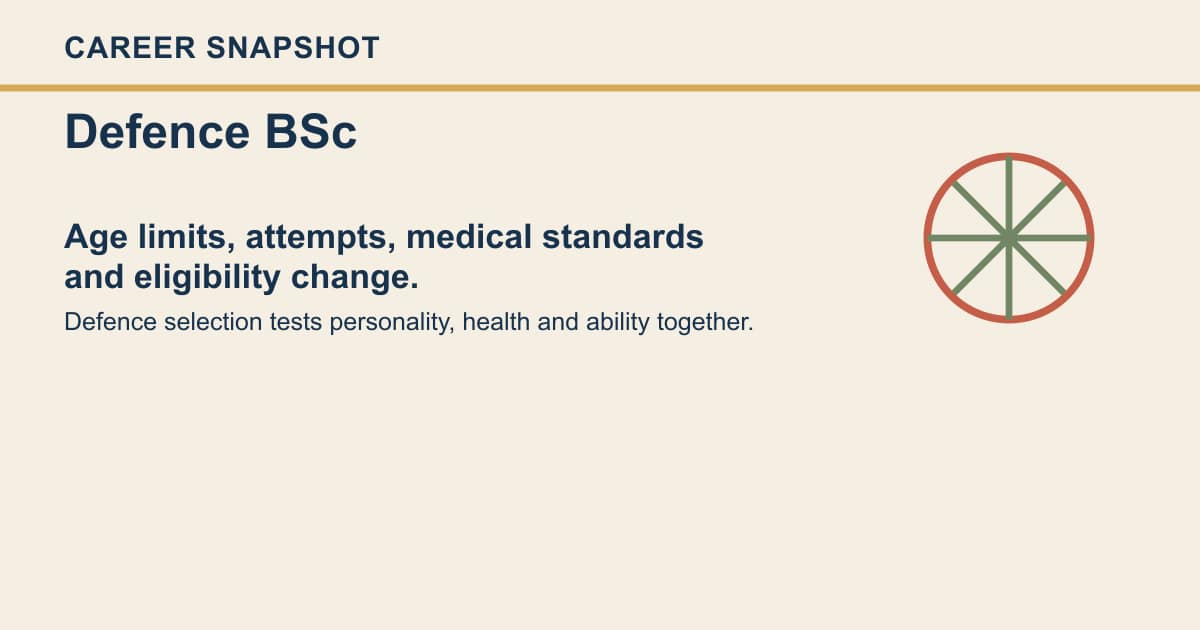 CAREER SNAPSHOT
Defence BSc
Age limits, attempts, medical standards
and eligibility change.
Defence selection tests personality, health and ability together.